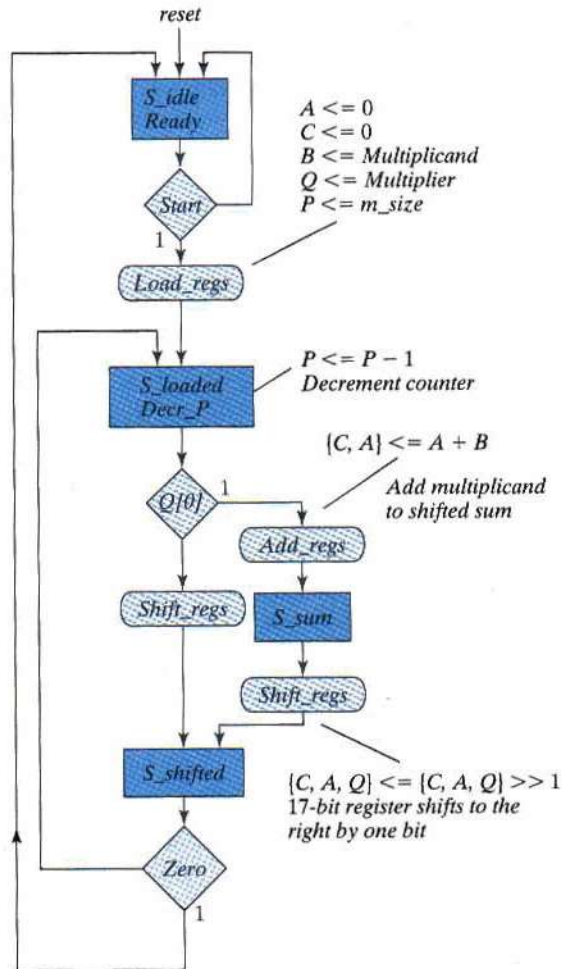 reset
S_idle
Ready
A <= 0
C <= 0
B <= Multiplicand
Q <= Multiplier
P <= m_size
Start
1
Load_regs
S_loaded
Decr_P
P <= P − 1
Decrement counter
{C, A} <= A + B
Add multiplicand
to shifted sum
Q[0]
1
Add_regs
Shift_regs
S_sum
Shift_regs
S_shifted
{C, A, Q} <= {C, A, Q} >> 1
17-bit register shifts to the
right by one bit
Zero
1